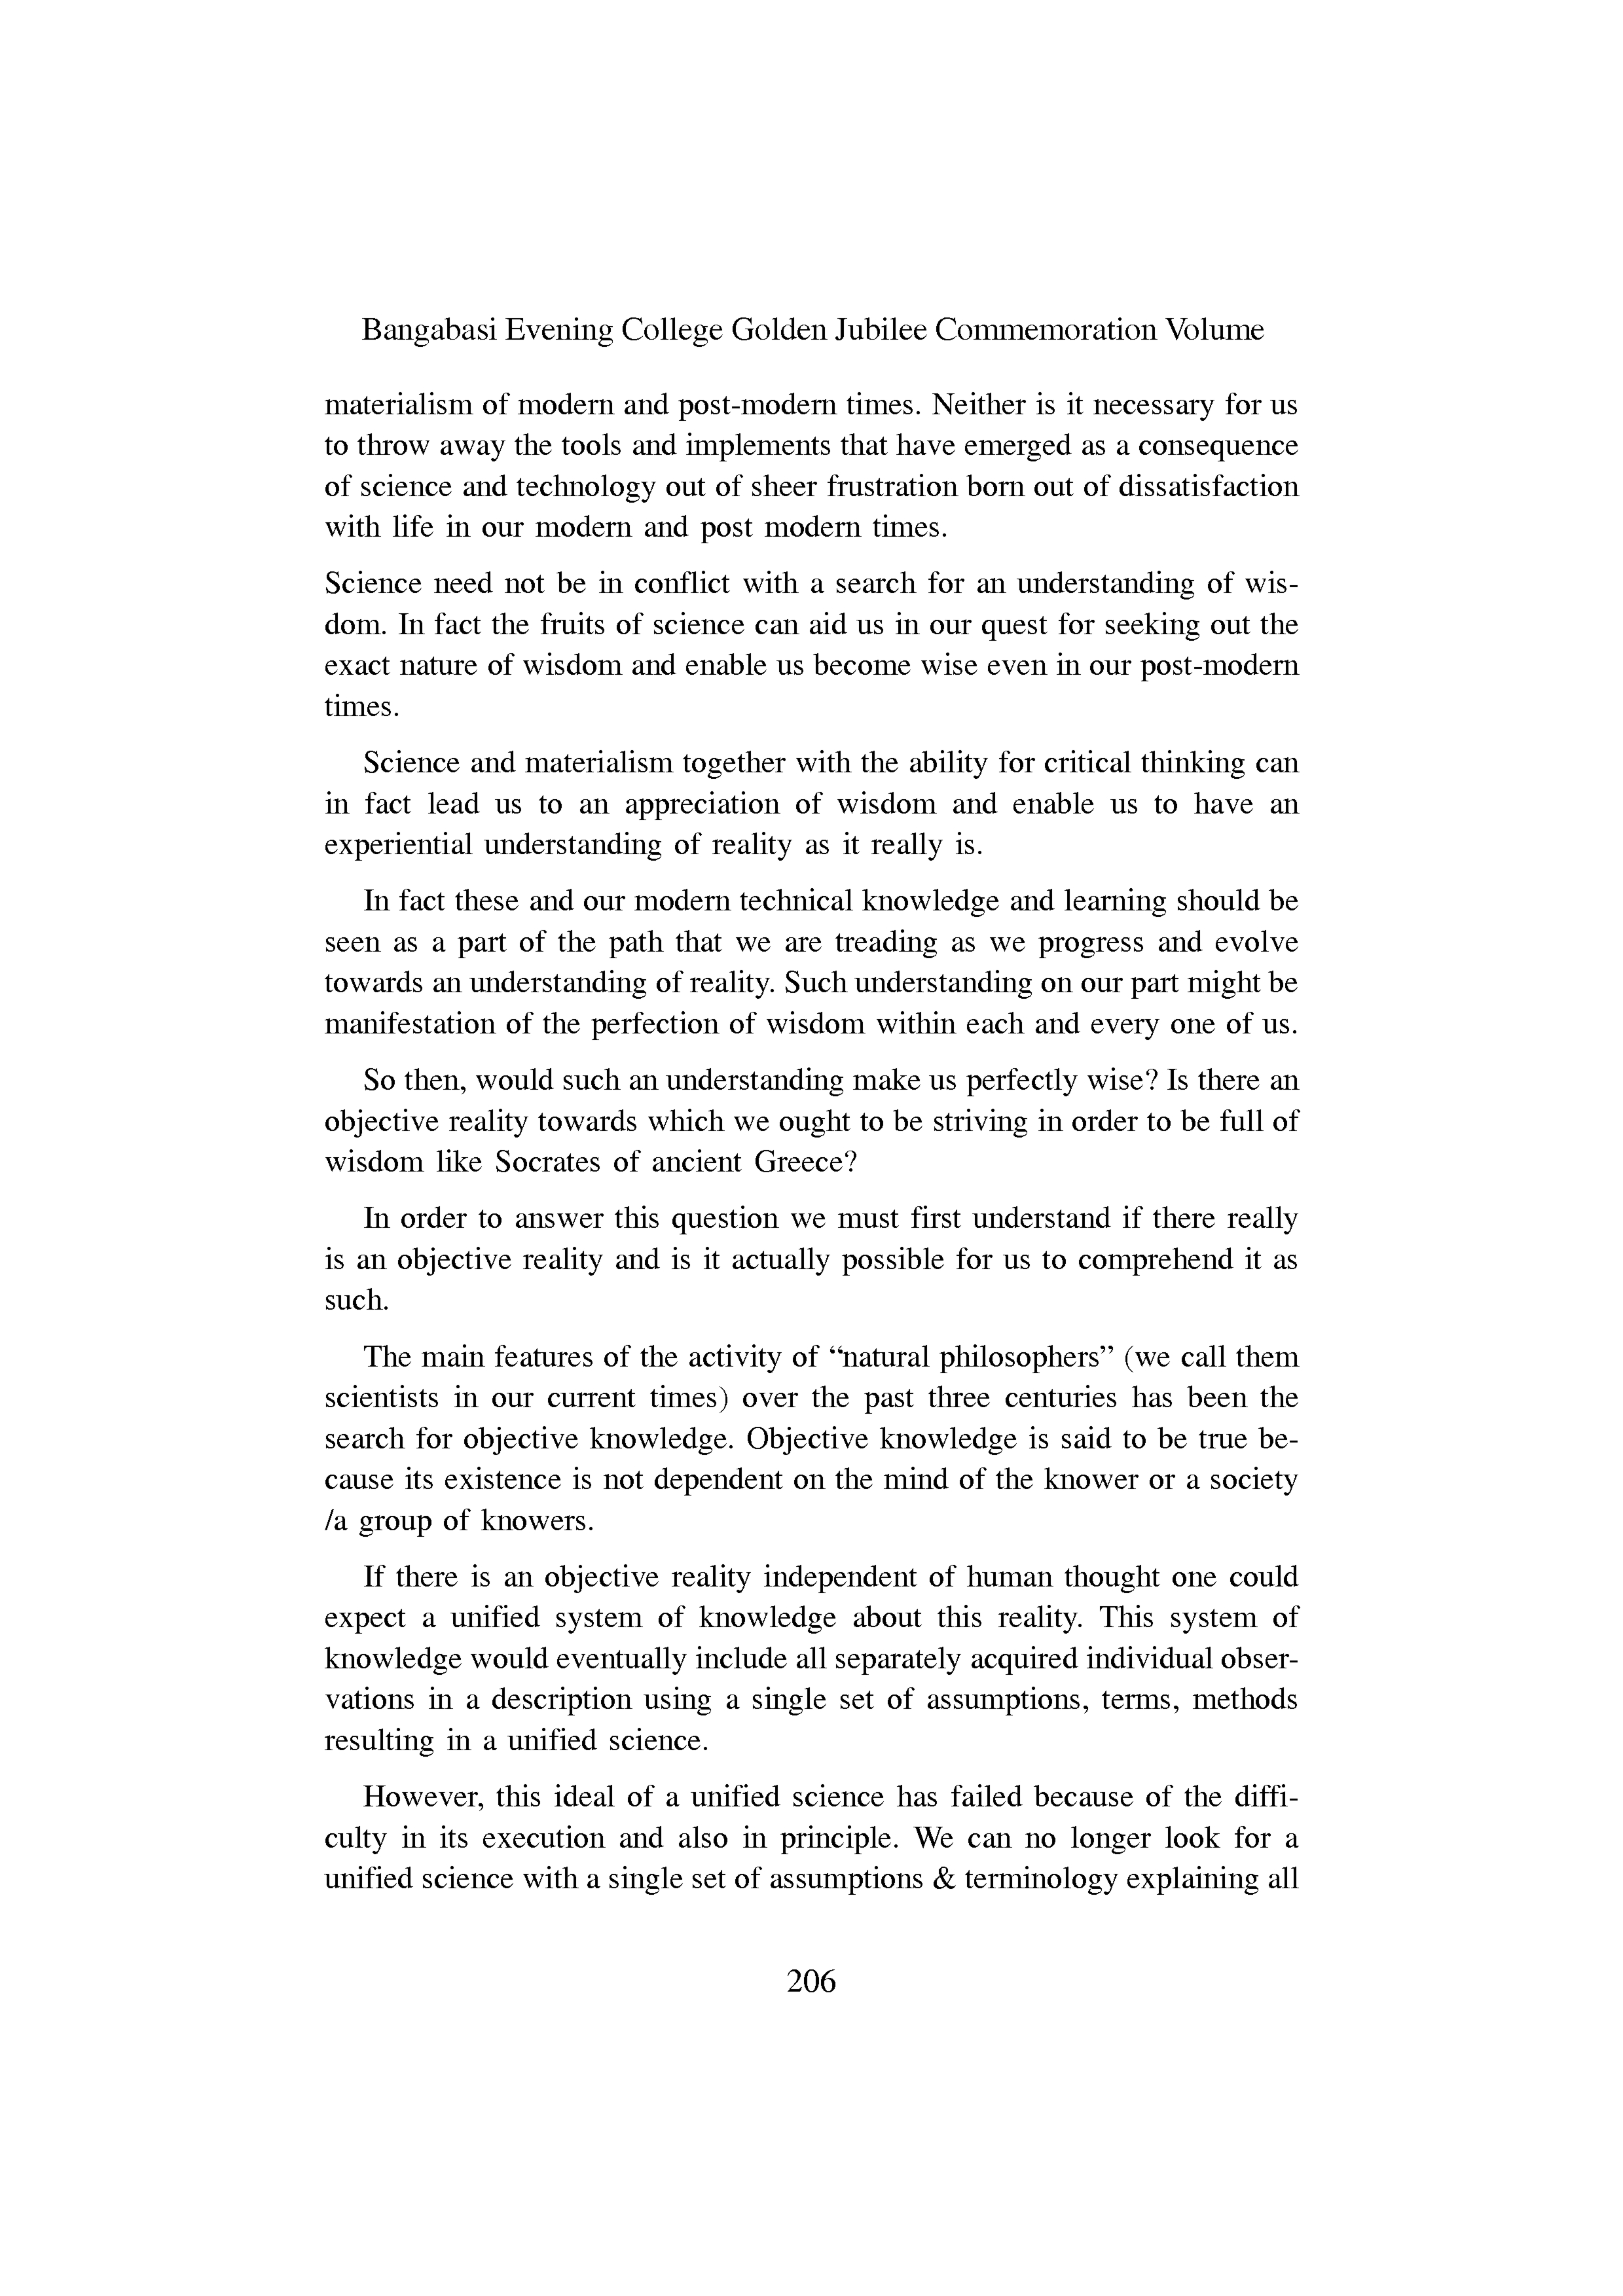 Bangabasi Evening College Golden Jubilee Commemoration Volume
materialism of modern and post-modern times. Neither is it necessary for us
to throw away the tools and implements that have emerged as a consequence
of science and technology out of sheer frustration born out of dissatisfaction
with life in our modern and post modern times.
Science need not be in conflict with a search for an understanding of wis-
dom. In fact the fruits of science can aid us in our quest for seeking out the
exact nature of wisdom and enable us become wise even in our post-modern
times.
Science and materialism together with the ability for critical thinking can
in fact lead us to an appreciation of wisdom and enable us to have an
experiential understanding of reality as it really is.
In fact these and our modern technical knowledge and learning should be
seen as a part of the path that we are treading as we progress and evolve
towards an understanding of reality. Such understanding on our part might be
manifestation of the perfection of wisdom within each and every one of us.
So then, would such an understanding make us perfectly wise? Is there an
objective reality towards which we ought to be striving in order to be full of
wisdom like Socrates of ancient Greece?
In order to answer this question we must first understand if there really
is an objective reality and is it actually possible for us to comprehend it as
such.
The main features of the activity of “natural philosophers” (we call them
scientists in our current times) over the past three centuries has been the
search for objective knowledge. Objective knowledge is said to be true be-
cause its existence is not dependent on the mind of the knower or a society
/a group of knowers.
If there is an objective reality independent of human thought one could
expect a unified system of knowledge about this reality. This system of
knowledge would eventually include all separately acquired individual obser-
vations in a description using a single set of assumptions, terms, methods
resulting in a unified science.
However, this ideal of a unified science has failed because of the diffi-
culty in its execution and also in principle. We can no longer look for a
unified science with a single set of assumptions & terminology explaining all
206